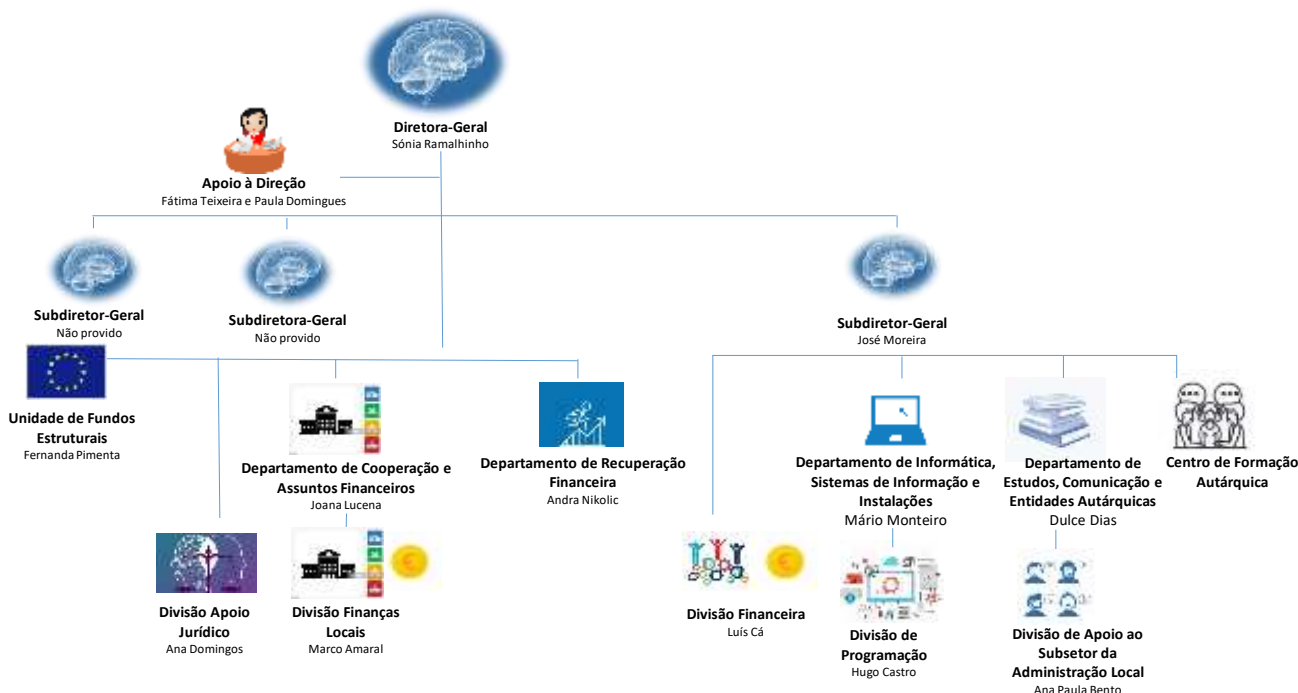 Diretora-Geral
Sónia Ramalhinho
Apoio à Direção
Fátima Teixeira e Paula Domingues
Subdiretor-Geral
Não provido
Subdiretora-Geral
Não provido
Subdiretor-Geral
José Moreira
Unidade de Fundos
Estruturais
Fernanda Pimenta
Departamento de Cooperação e
Assuntos Financeiros
Joana Lucena
Departamento de Recuperação
Financeira
Andra Nikolic
Departamento de Informática,
Sistemas de Informação e
Instalações
Mário Monteiro
Departamento de
Estudos, Comunicação e
Entidades Autárquicas
Dulce Dias
Centro de Formação
Autárquica
Divisão Apoio
Jurídico
Ana Domingos
Divisão Finanças
Locais
Marco Amaral
Divisão Financeira
Luís Cá
Divisão de
Programação
Hugo Castro
Divisão de Apoio ao
Subsetor da
Administração Local
Ana Paula Bento